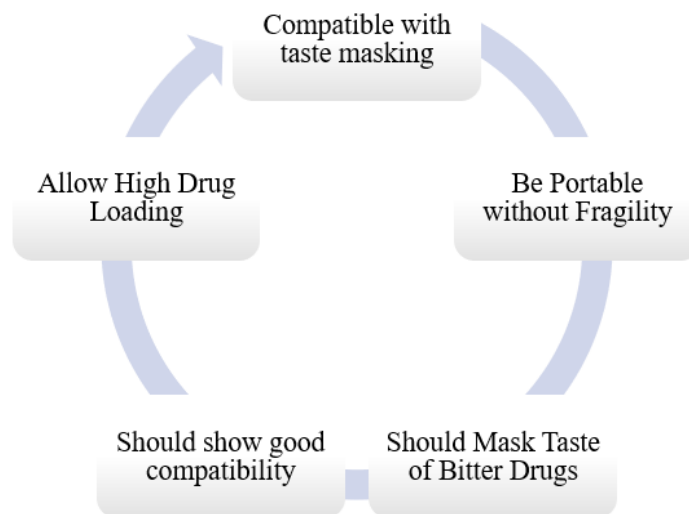 Compatible with
taste masking
Be Portable
without Fragility
Should Mask Taste
of Bitter Drugs
Should show good
compatibility
Allow High Drug
Loading